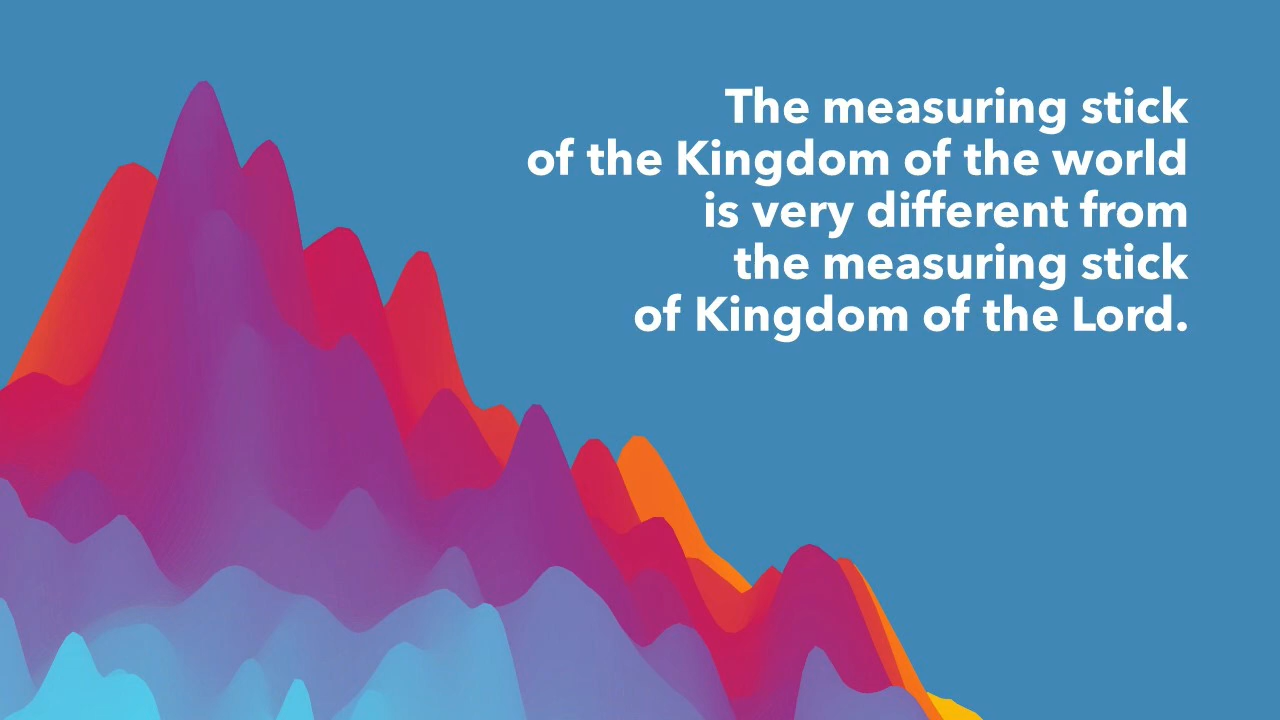 The measuring stick
of the Kingdom of the world
is very different from
the measuring stick
of Kingdom of the Lord.